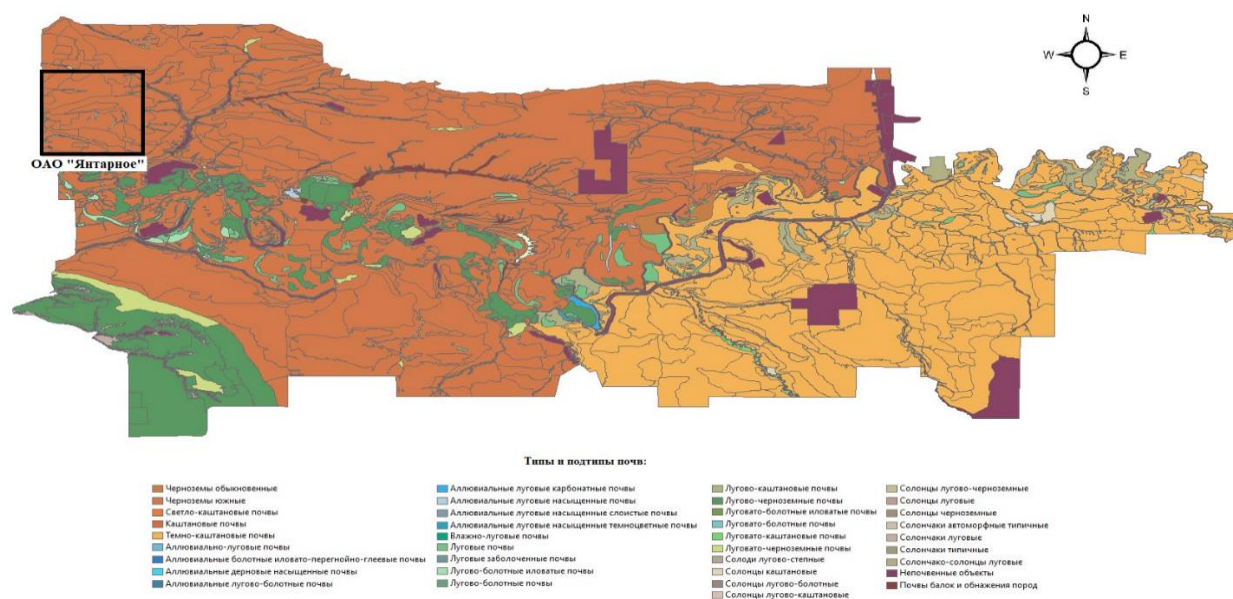 N
W E
S
ОАО "Янтарное"
Типы и подтипы почв:
Черноземы обыкновенные
Черноземы южные
Светло-каштановые почвы
Каштановые почвы
Темно-каштановые почвы
Аллювиально-луговые почвы
Аллювиальные болотные иловато-перегнойно-глеевые почвы
Аллювиальные дерновые насыщенные почвы
Аллювиальные лугово-болотные почвы
Аллювиальные луговые карбонатные почвы
Аллювиальные луговые насыщенные почвы
Аллювиальные луговые насыщенные слоистые почвы
Аллювиальные луговые насыщенные темноцветные почвы
Влажно-луговые почвы
Луговые почвы
Луговые заболоченные почвы
Лугово-болотные иловатые почвы
Лугово-болотные почвы
Лугово-каштановые почвы
Лугово-черноземные почвы
Луговато-болотные иловатые почвы
Луговато-болотные почвы
Луговато-каштановые почвы
Луговато-черноземные почвы
Солоди лугово-степные
Солонцы каштановые
Солонцы лугово-болотные
Солонцы лугово-каштановые
Солонцы лугово-черноземные
Солонцы луговые
Солонцы черноземные
Солончаки автоморфные типичные
Солончаки луговые
Солончаки типичные
Солончако-солонцы луговые
Непочвенные объекты
Почвы балок и обнажения пород